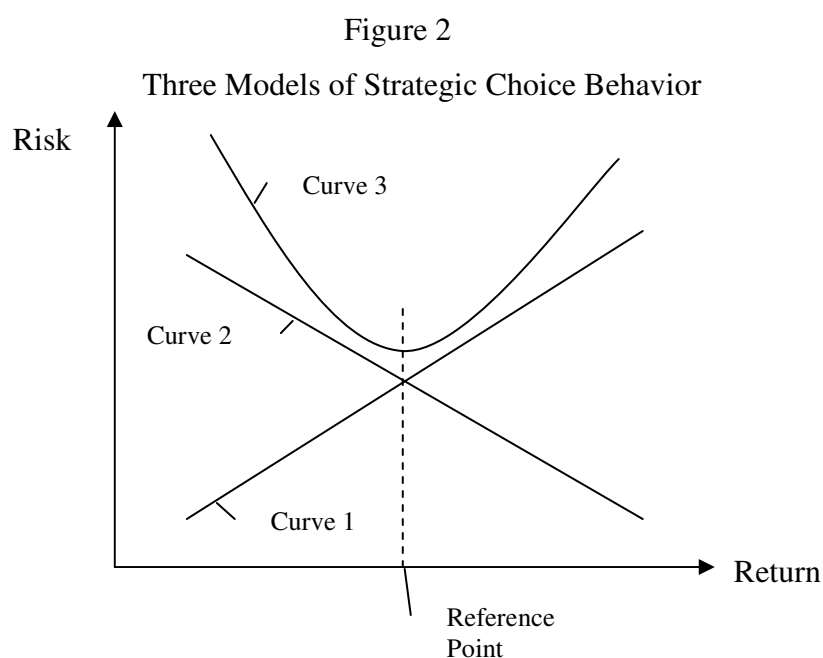 Figure 2
Three Models of Strategic Choice Behavior
Risk
Curve 3
Curve 2
Curve 1
Return
Reference
Point